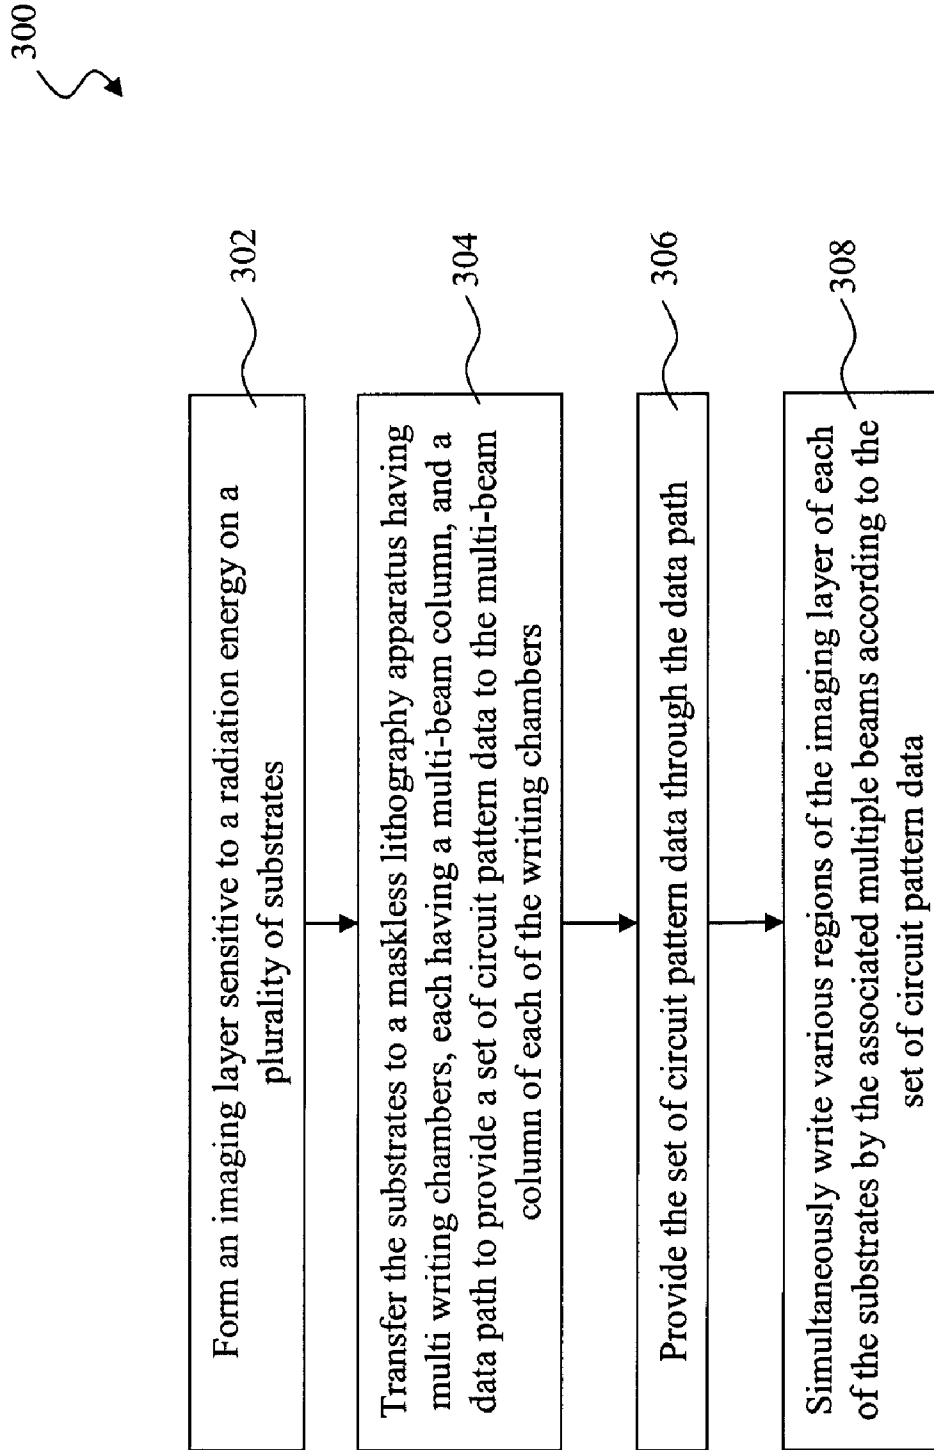 300
Form an imaging layer sensitive to a radiation energy on a
plurality of substrates
302
Transfer the substrates to a maskless lithography apparatus having
multi writing chambers, each having a multi-beam column, and a
data path to provide a set of circuit pattern data to the multi-beam
column of each of the writing chambers
304
Provide the set of circuit pattern data through the data path
306
Simultaneously write various regions of the imaging layer of each
of the substrates by the associated multiple beams according to the
set of circuit pattern data
308